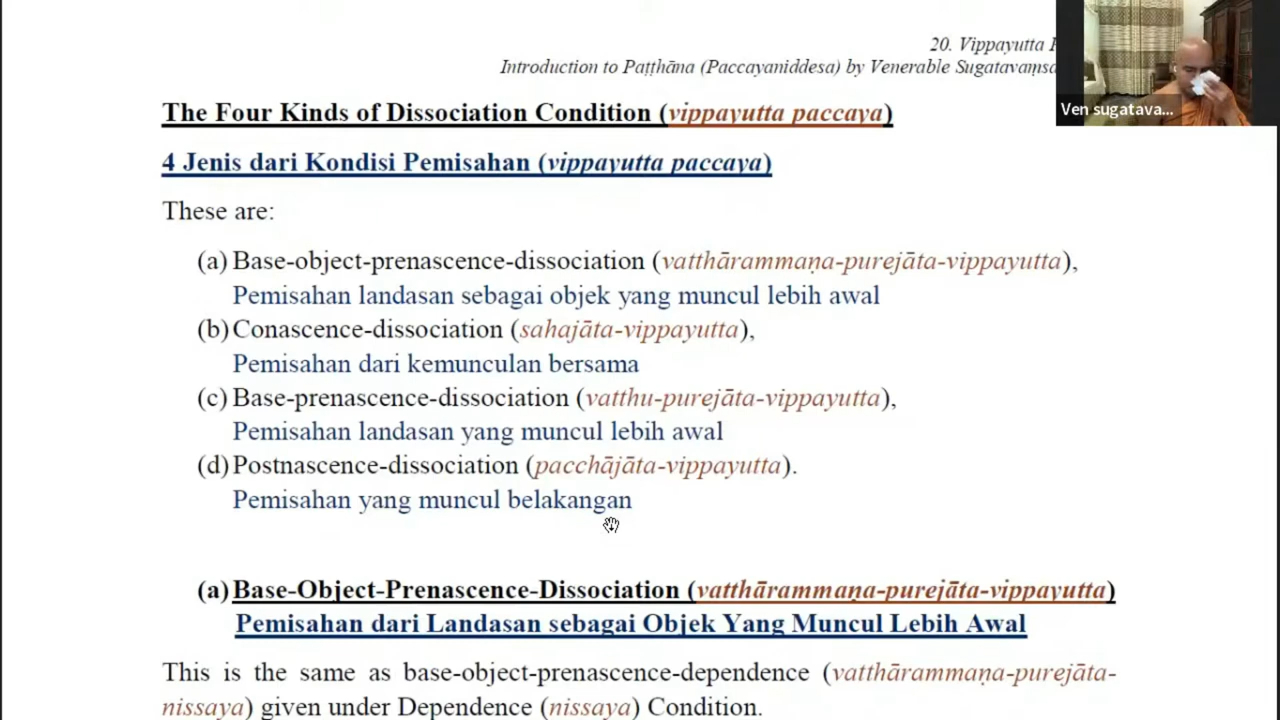 20. Vippayutta
Introduction to Paṭṭhāna (Paccayaniddesa) by Venerable Sugatavaṃsa
Ven sugatava...
The Four Kinds of Dissociation Condition (vippayutta paccaya)
4 Jenis dari Kondisi Pemisahan (vippayutta paccaya)
These are:
(a) Base-object-prenascence-dissociation (vatthārammaṇa-purejāta-vippayutta),
Pemisahan landasan sebagai objek yang muncul lebih awal
(b) Conascence-dissociation (sahajāta-vippayutta),
Pemisahan dari kemunculan bersama
(c) Base-prenascence-dissociation (vatthu-purejāta-vippayutta),
Pemisahan landasan yang muncul lebih awal
(d) Postnascence-dissociation (pacchājāta-vippayutta).
Pemisahan yang muncul belakangan
(a) Base-Object-Prenascence-Dissociation (vatthārammaṇa-purejāta-vippayutta)
Pemisahan dari Landasan sebagai Objek Yang Muncul Lebih Awal
This is the same as base-object-prenascence-dependence (vatthārammaṇa-purejāta-
nissaya) given under Dependence (nissaya) Condition.